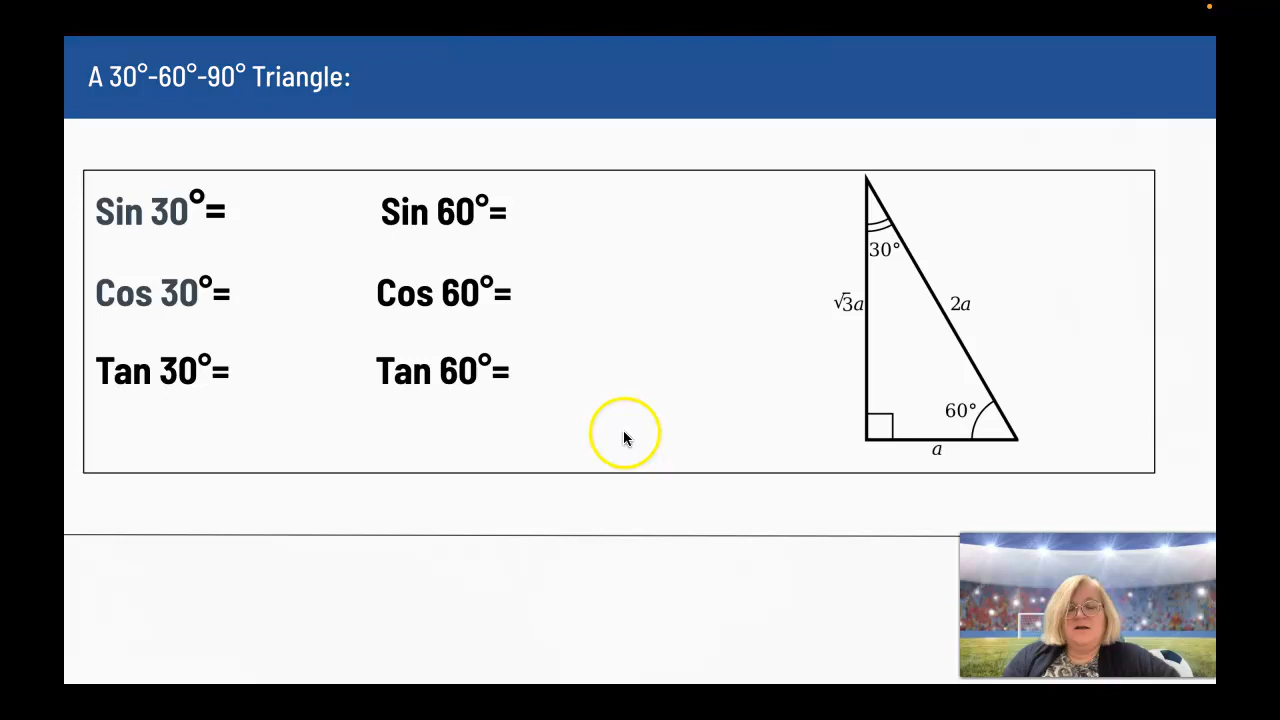 A 30°-60°-90° Triangle:
Sin 30°= Sin 60°=
Cos 30°= Cos 60°=
Tan 30°= Tan 60°=
30°
√3a 2a
60°
a